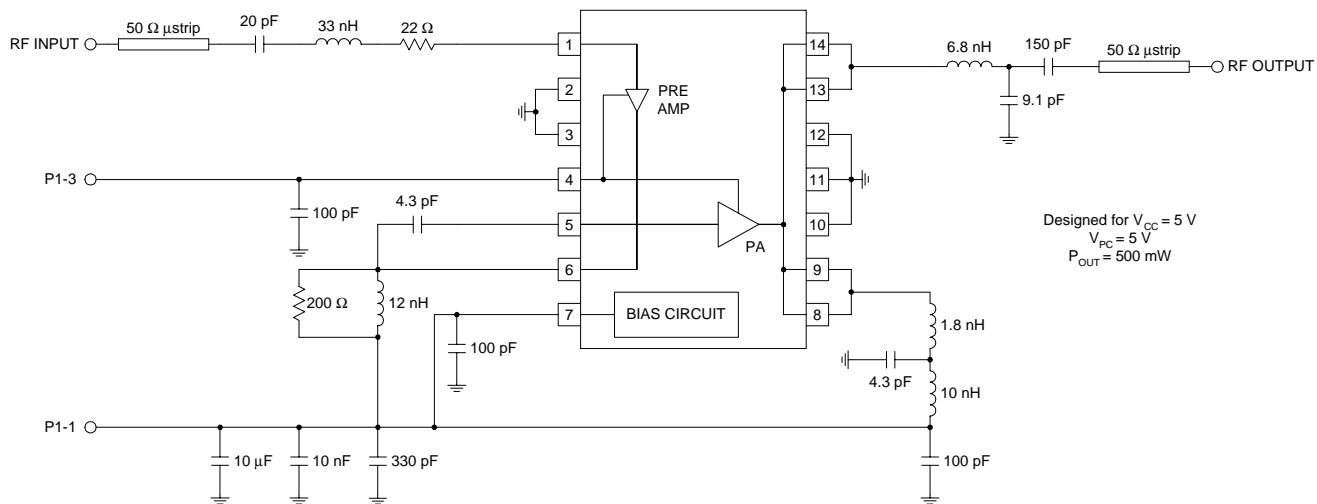 50 Ω µstrip
20 pF
33 nH
22 Ω
RF INPUT
1
2
3
4
5
6
7
14
13
12
11
10
9
8
PRE
AMP
PA
BIAS CIRCUIT
6.8 nH
150 pF
50 Ω µstrip
RF OUTPUT
9.1 pF
P1-3
100 pF
4.3 pF
200 Ω
12 nH
100 pF
Designed for VCC = 5 V
VPC = 5 V
POUT = 500 mW
1.8 nH
4.3 pF
10 nH
P1-1
10 µF
10 nF
330 pF
100 pF